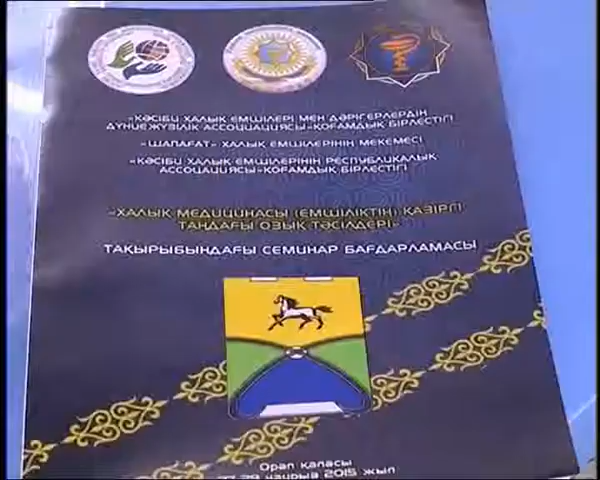 «КӘСІБИ ХАЛЫҚ ЕМШІЛЕРІ МЕН ДӘРІГЕРЛЕРДІҢ
ДҮНИЕЖҮЗІЛІК АССОЦИАЦИЯСЫ» ҚОҒАМДЫҚ БІРЛЕСТІГІ
«ШАПАҒАТ» ХАЛЫҚ ЕМШІЛЕРІНІҢ МЕКЕМЕСІ
«КӘСІБИ ХАЛЫҚ ЕМШІЛЕРІНІҢ РЕСПУБЛИКАЛЫҚ
АССОЦИАЦИЯСЫ» ҚОҒАМДЫҚ БІРЛЕСТІГІ
«ХАЛЫҚ МЕДИЦИНАСЫ (ЕМШІЛІКТІҢ) ҚАЗІРГІ
ТАҢДАҒЫ ОЗЫҚ ТӘСІЛДЕРІ»
ТАҚЫРЫБЫНДАҒЫ СЕМИНАР БАҒДАРЛАМАСЫ
Орал қаласы
наурыз 2015 жыл